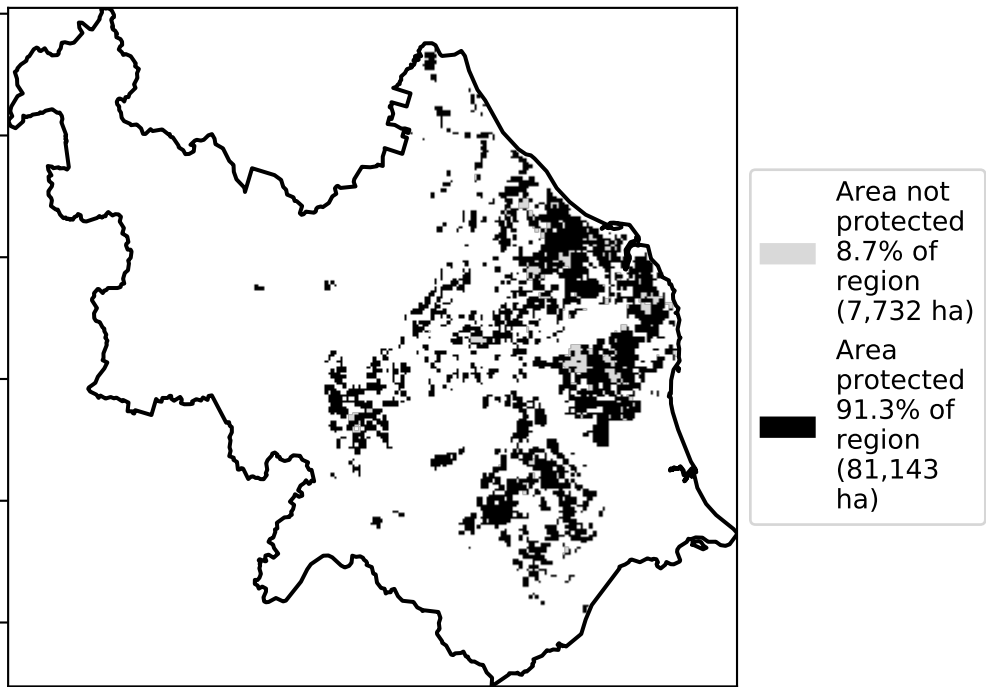 Area not
protected
8.7% of
region
(7,732 ha)
Area
protected
91.3% of
region
(81,143
ha)